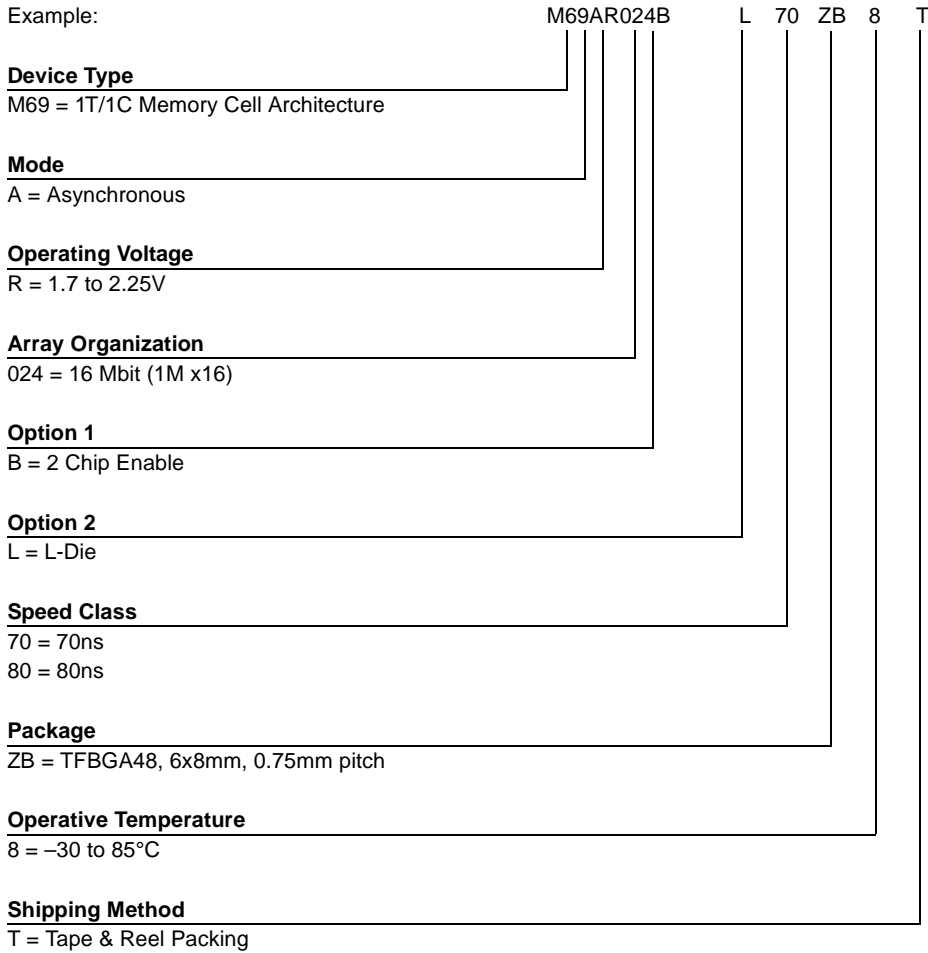 Example: M69AR024B L 70 ZB 8 T
Device Type
M69 = 1T/1C Memory Cell Architecture
Mode
A = Asynchronous
Operating Voltage
R = 1.7 to 2.25V
Array Organization
024 = 16 Mbit (1M x16)
Option 1
B = 2 Chip Enable
Option 2
L = L-Die
Speed Class
70 = 70ns
80 = 80ns
Package
ZB = TFBGA48, 6x8mm, 0.75mm pitch
Operative Temperature
8 = –30 to 85°C
Shipping Method
T = Tape & Reel Packing